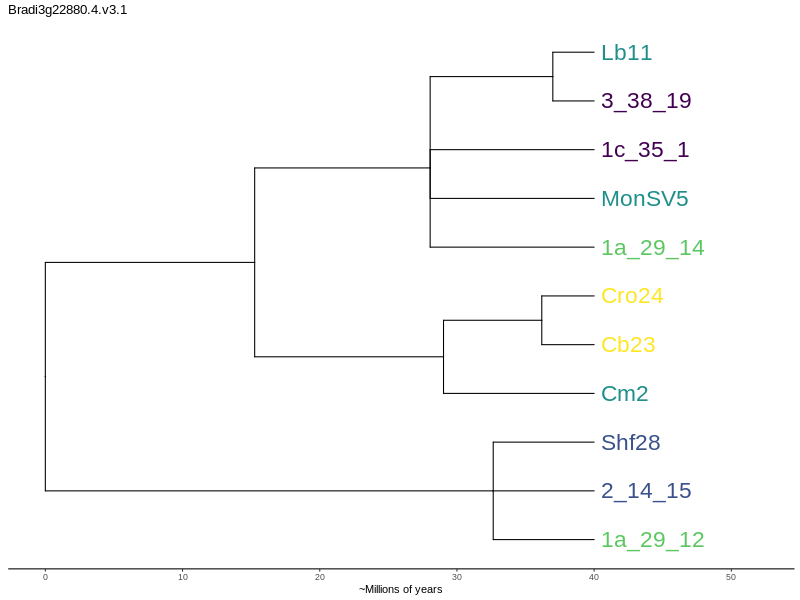 Bradi3g22880.4.v3.1
Lb11
3_38_19
1c_35_1
MonSV5
1a_29_14
Cro24
Cb23
Cm2
Shf28
2_14_15
1a_29_12
0 10 20 30 40 50
~Millions of years